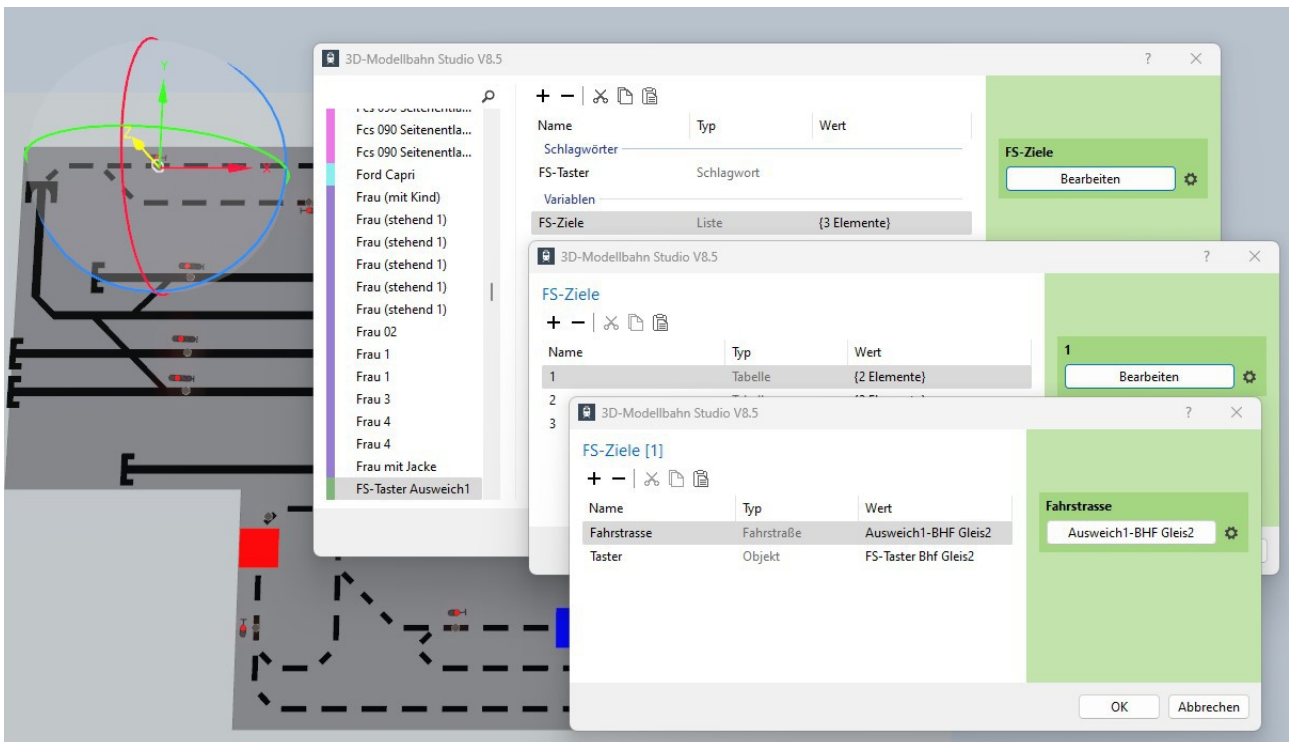 3D-Modellbahn Studio V8.5 ?
Fcs 090 Seitenentla...
Fcs 090 Seitenentla...
Fcs 090 Seitenentla...
Ford Capri
Frau (mit Kind)
Frau (stehend 1)
Frau (stehend 1)
Frau (stehend 1)
Frau (stehend 1)
Frau (stehend 1)
Frau 02
Frau 1
Frau 1
Frau 3
Frau 4
Frau 4
Frau mit Jacke
FS-Taster Ausweich1
Name Typ Wert
Schlagwörter
FS-Taster Schlagwort
Variablen
FS-Ziele Liste {3 Elemente}
FS-Ziele
Bearbeiten
3D-Modellbahn Studio V8.5 ?
FS-Ziele
Name Typ Wert
1 Tabelle {2 Elemente}
2
3
1
Bearbeiten
3D-Modellbahn Studio V8.5 ?
FS-Ziele [1]
Name Typ Wert
Fahrstrasse Fahrstraße Ausweich1-BHF Gleis2
Taster Objekt FS-Taster Bhf Gleis2
Fahrstrasse
Ausweich1-BHF Gleis2
OK Abbrechen
Y
Z
X